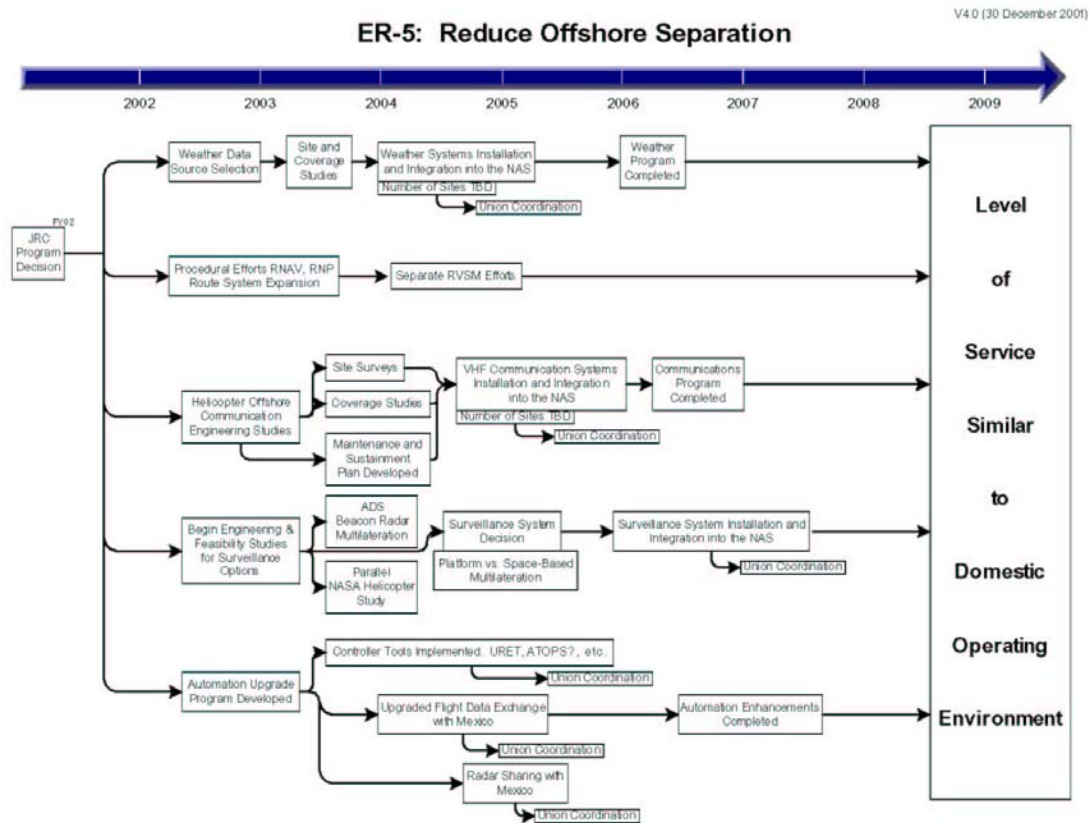 V4.0 (30 December 2001)
ER-5: Reduce Offshore Separation
2002
2003
2004
2005
2006
2007
2008
2009
FY02
JRC
Program
Decision
Weather Data
Source Selection
Site and
Coverage
Studies
Weather Systems Installation
and Integration into the NAS
Number of Sites TBD
Union Coordination
Weather
Program
Completed
Procedural Efforts RNAV, RNP
Route System Expansion
Separate RVSM Efforts
Helicopter Offshore
Communication
Engineering Studies
Site Surveys
Coverage Studies
Maintenance and
Sustainment
Plan Developed
VHF Communication Systems
Installation and Integration
into the NAS
Number of Sites TBD
Union Coordination
Communications
Program
Completed
Begin Engineering &
Feasibility Studies
for Surveillance
Options
ADS
Beacon Radar
Multilateration
Parallel
NASA Helicopter
Study
Surveillance System
Decision
Platform vs. Space-Based
Multilateration
Surveillance System Installation and
Integration into the NAS
Union Coordination
Automation Upgrade
Program Developed
Controller Tools Implemented. URET, ATOPS?, etc.
Union Coordination
Upgraded Flight Data Exchange
with Mexico
Union Coordination
Automation Enhancements
Completed
Radar Sharing with
Mexico
Union Coordination
Level
of
Service
Similar
to
Domestic
Operating
Environment